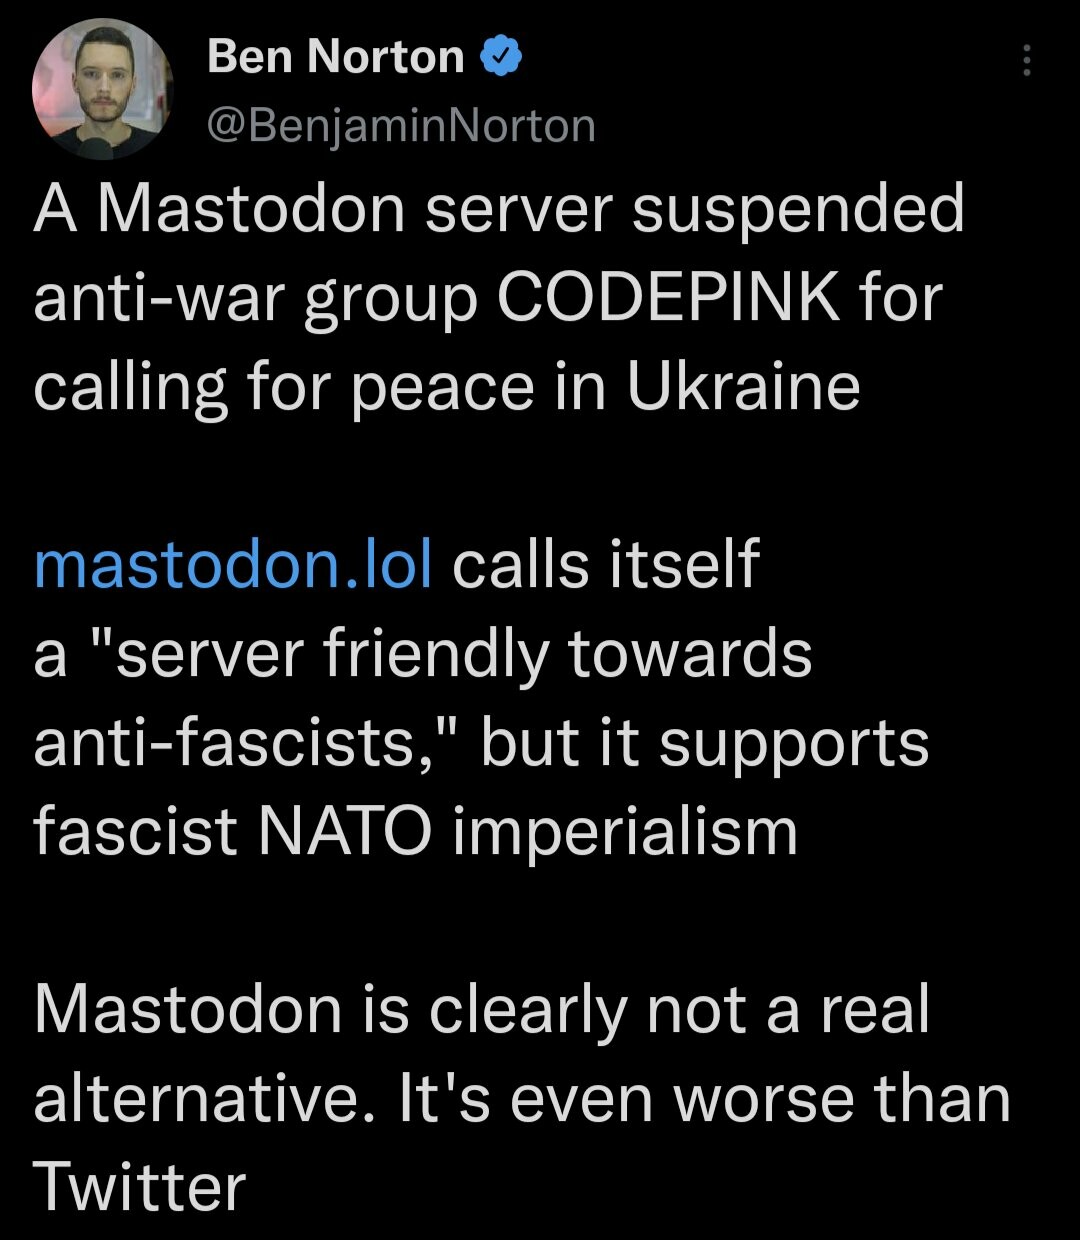 Ben Norton
@BenjaminNorton
A Mastodon server suspended
anti-war group CODEPINK for
calling for peace in Ukraine
mastodon.lol calls itself
a "server friendly towards
anti-fascists," but it supports
fascist NATO imperialism
Mastodon is clearly not a real
alternative. It's even worse than
Twitter